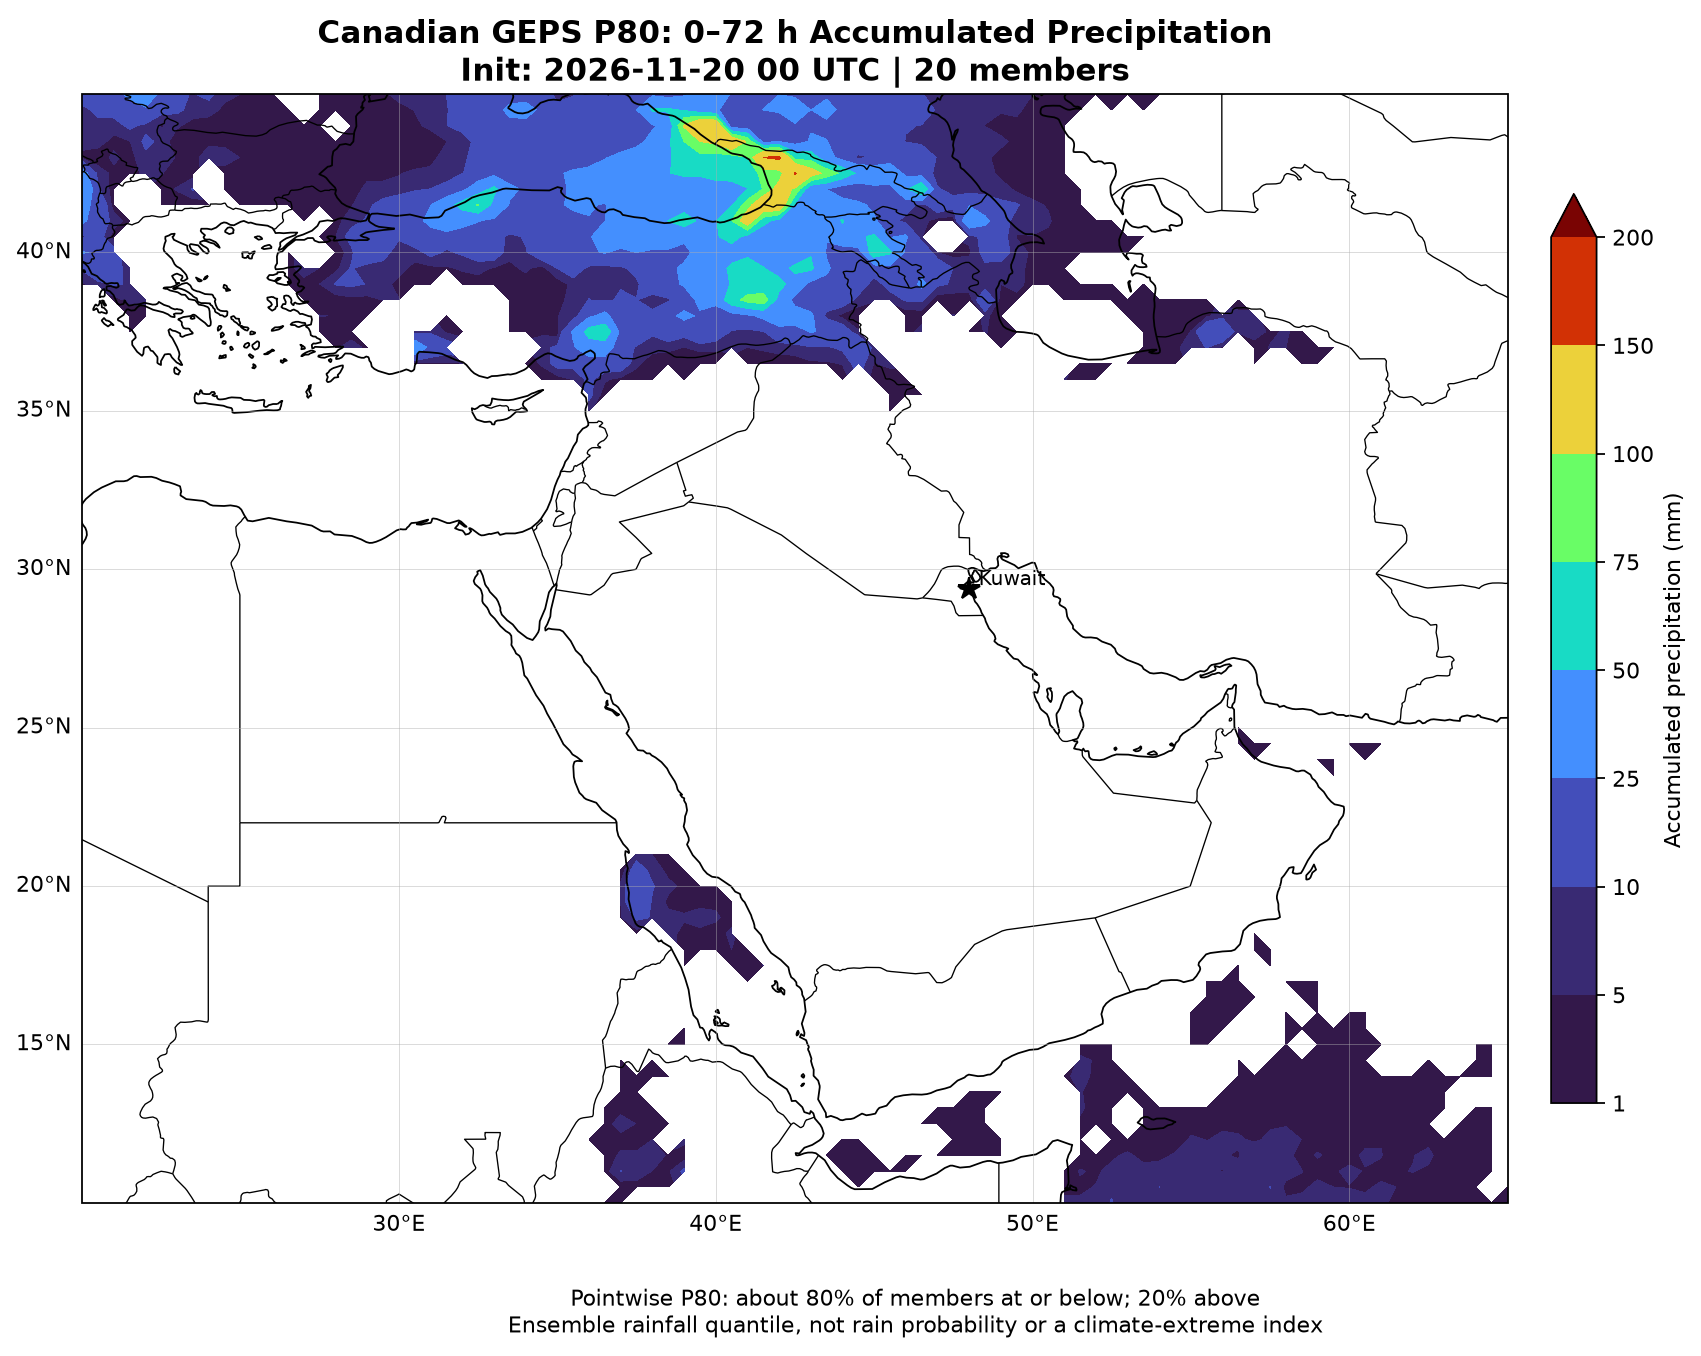 Canadian GEPS P80: 0–72 h Accumulated Precipitation
Init: 2026-11-20 00 UTC | 20 members
40°N
35°N
30°N
25°N
20°N
15°N
30°E
40°E
50°E
60°E
Kuwait
200
150
100
75
50
25
10
5
1
Accumulated precipitation (mm)
Pointwise P80: about 80% of members at or below; 20% above
Ensemble rainfall quantile, not rain probability or a climate-extreme index